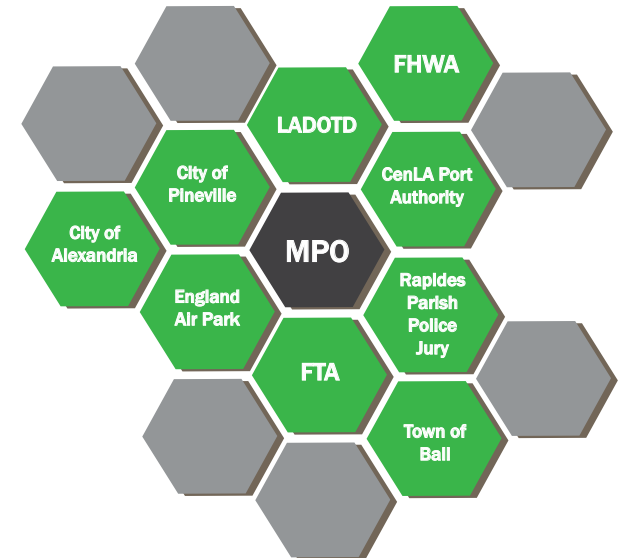 FHWA
LADOTD
City of
Pineville
CenLA Port
Authority
City of
Alexandria
MPO
England
Air Park
Rapides
Parish
Police
Jury
FTA
Town of
Ball